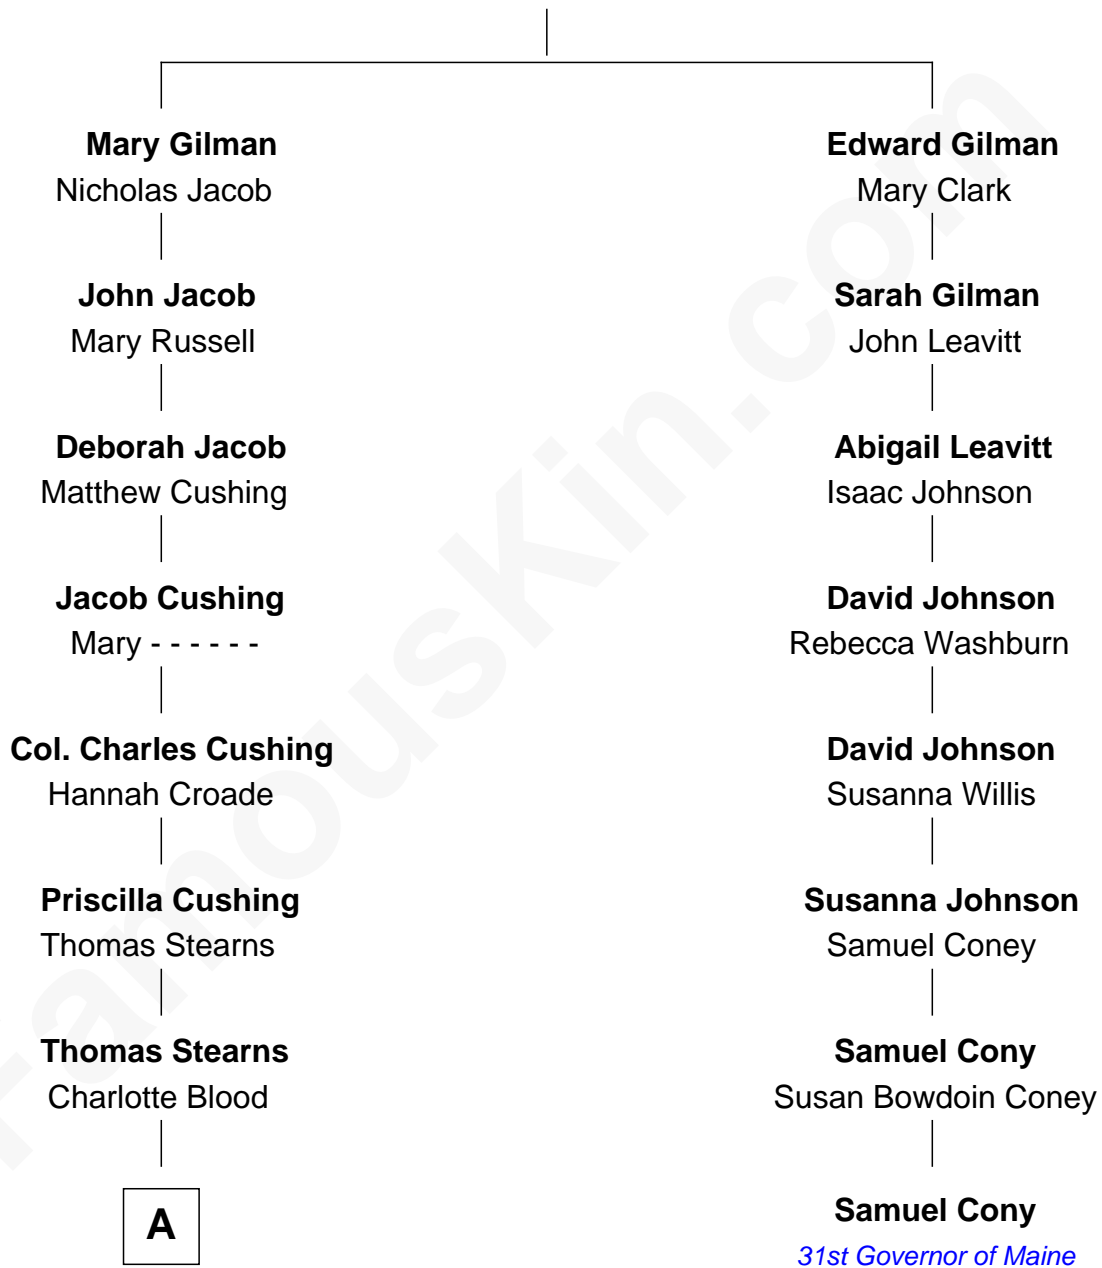 Mary Gilman
Nicholas Jacob
John Jacob
Mary Russell
Deborah Jacob
Matthew Cushing
Jacob Cushing
Mary - - - - - -
Col. Charles Cushing
Hannah Croade
Priscilla Cushing
Thomas Stearns
Thomas Stearns
Charlotte Blood
A
Edward Gilman
Mary Clark
Sarah Gilman
John Leavitt
Abigail Leavitt
Isaac Johnson
David Johnson
Rebecca Washburn
David Johnson
Susanna Willis
Susanna Johnson
Samuel Coney
Samuel Cony
Susan Bowdoin Coney
Samuel Cony
31st Governor of Maine
FamousKin.com